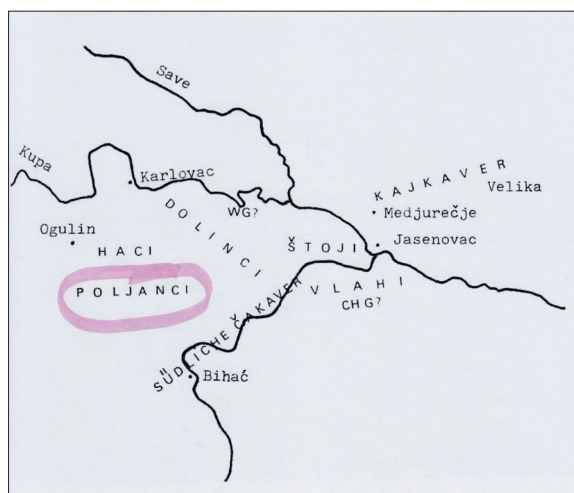 Save
Kupa
Karlovac
KAJKAVER
Velika
WG?
Medjurečje
DOLINCI
Ogulin
ŠTOJI
Jasenovac
HACI
POLJANCI
VLAHI
CHG?
SÜDLICHE ČAKAVER
Bihać